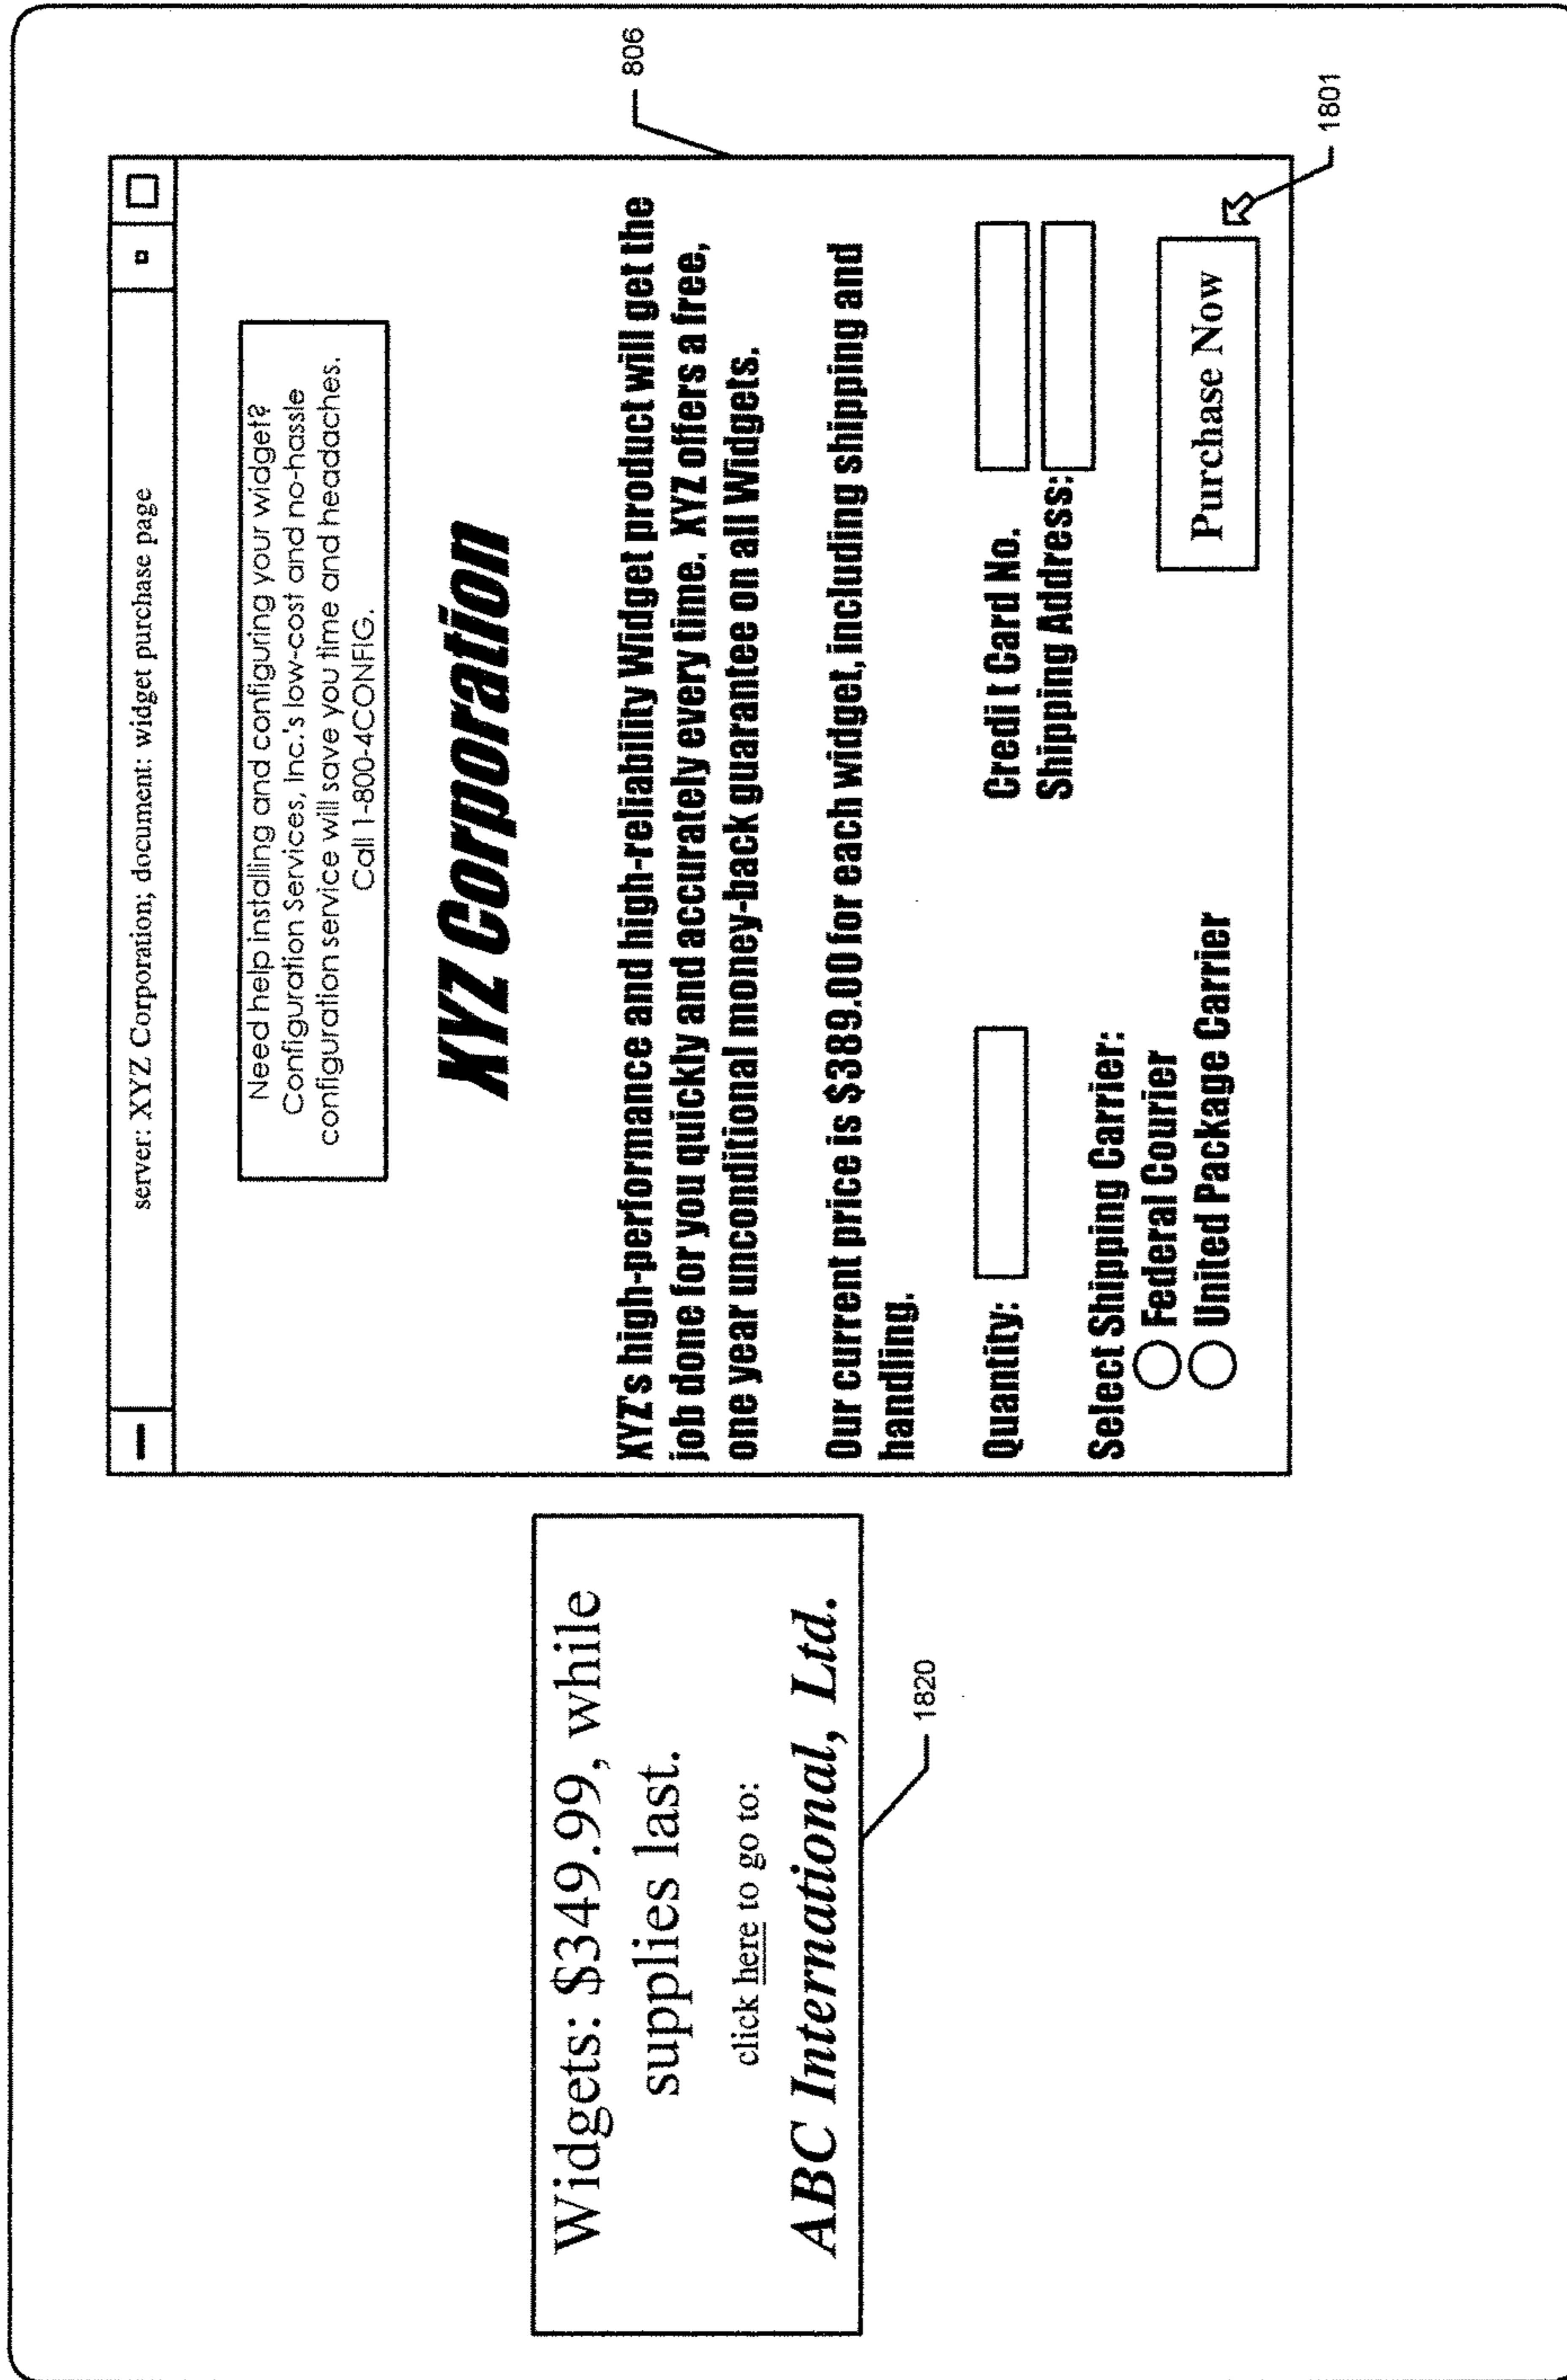 Widgets: $349.99, while
supplies last.
click here to go to:
ABC International, Ltd.
1820
server: XYZ Corporation; document: widget purchase page
Need help installing and configuring your widget?
Configuration Services, Inc.'s low-cost and no-hassle
configuration service will save you time and headaches.
Call 1-800-4CONFIG.
XYZ Corporation
XYZ's high-performance and high-reliability Widget product will get the
job done for you quickly and accurately every time. XYZ offers a free,
one year unconditional money-back guarantee on all Widgets.
Our current price is $389.00 for each widget, including shipping and
handling.
Quantity:
Credit Card No.
Shipping Address:
Select Shipping Carrier:
Federal Courier
United Package Carrier
Purchase Now
806
1801